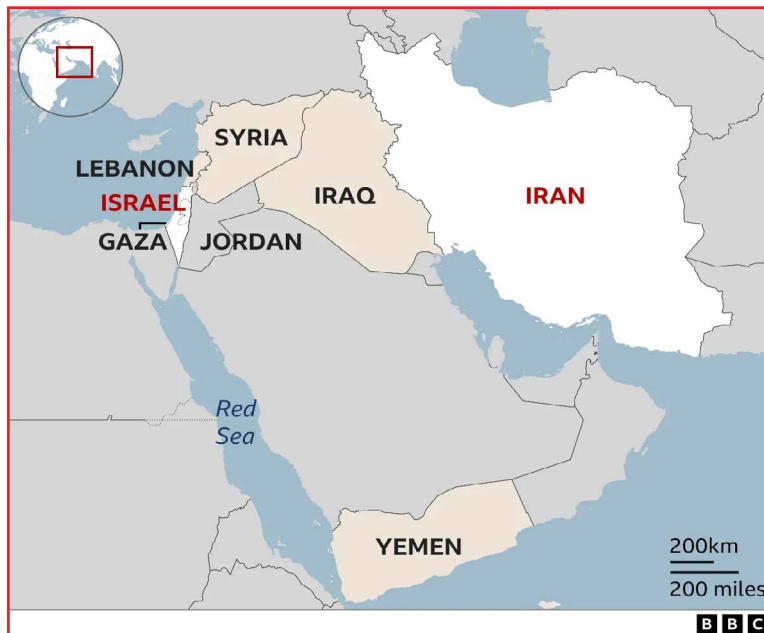 SYRIA
LEBANON
ISRAEL
IRAQ
IRAN
GAZA
JORDAN
Red
Sea
YEMEN
200km
200 miles
BBC